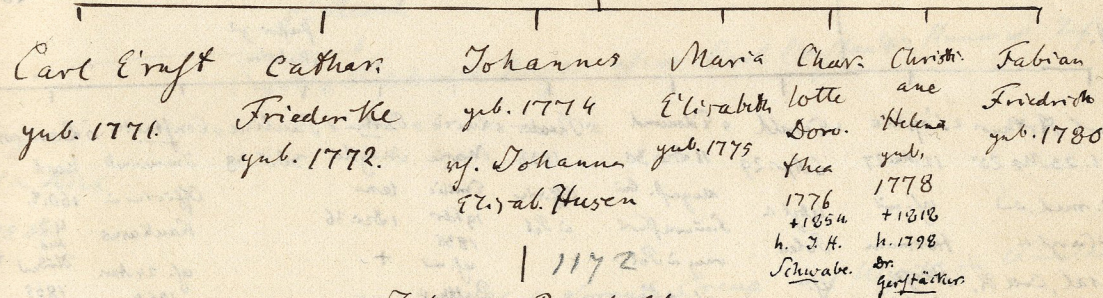 Carl Ernst
geb. 1771.
Cathar.
Friederike
geb. 1772.
Johannes
geb. 1774
Johanna
Elisab. Husen
1172
Maria
Elisabeth
geb. 1775
Char-
lotte
Doro-
thea
1776
+1854
h. J. H.
Schwabe.
Christi-
ane
Helena
geb.
1778
+1818
h. 1798
Dr.
Gerstäcker.
Fabian
Friedrich
geb. 1780